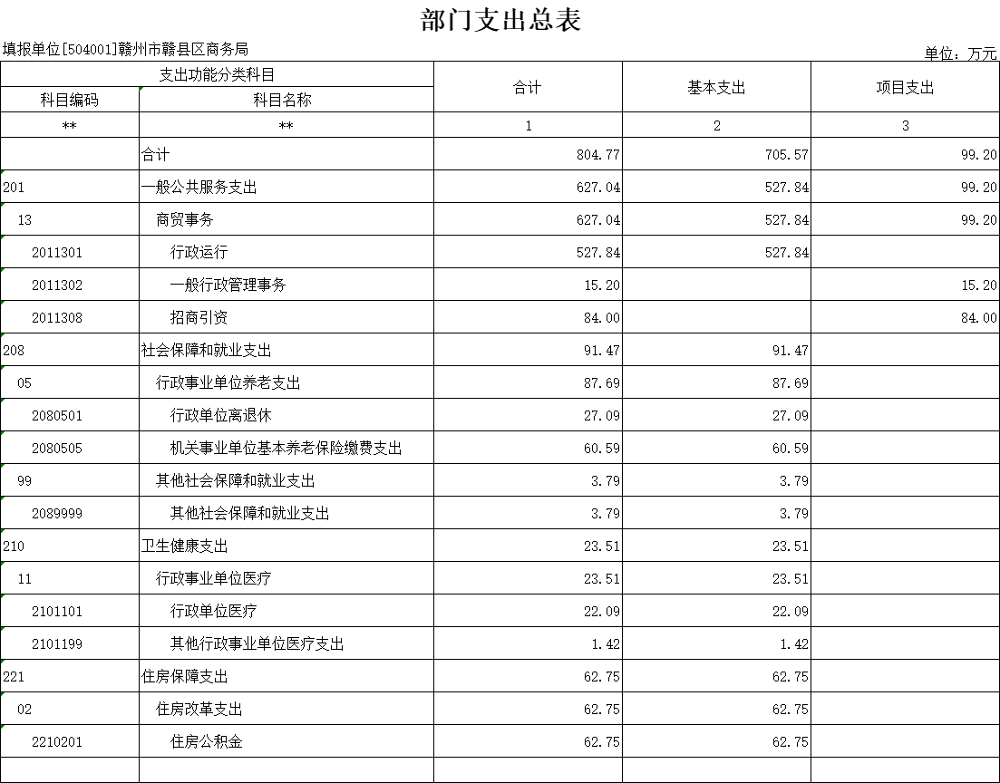 部门支出总表
填报单位[504001]赣州市赣县区商务局 单位：万元
支出功能分类科目 合计 基本支出 项目支出
科目编码 科目名称
** ** 1 2 3
合计 804.77 705.57 99.20
201 一般公共服务支出 627.04 527.84 99.20
13 商贸事务 627.04 527.84 99.20
2011301 行政运行 527.84 527.84
2011302 一般行政管理事务 15.20 15.20
2011308 招商引资 84.00 84.00
208 社会保障和就业支出 91.47 91.47
05 行政事业单位养老支出 87.69 87.69
2080501 行政单位离退休 27.09 27.09
2080505 机关事业单位基本养老保险缴费支出 60.59 60.59
99 其他社会保障和就业支出 3.79 3.79
2089999 其他社会保障和就业支出 3.79 3.79
210 卫生健康支出 23.51 23.51
11 行政事业单位医疗 23.51 23.51
2101101 行政单位医疗 22.09 22.09
2101199 其他行政事业单位医疗支出 1.42 1.42
221 住房保障支出 62.75 62.75
02 住房改革支出 62.75 62.75
2210201 住房公积金 62.75 62.75